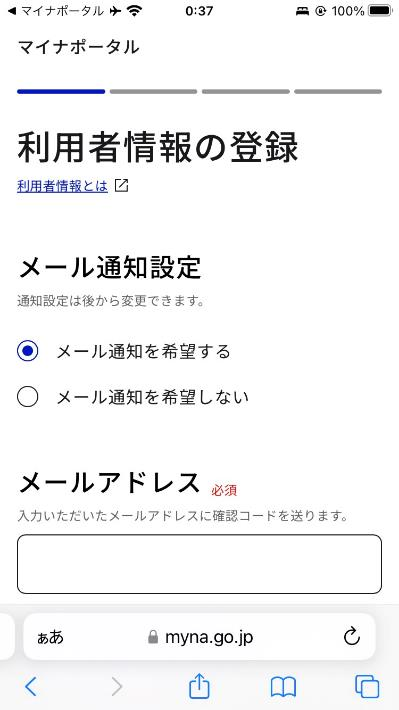 ◀ マイナポータル 0:37 100%
マイナポータル
利用者情報の登録
利用者情報とは
メール通知設定
通知設定は後から変更できます。
メール通知を希望する
メール通知を希望しない
メールアドレス 必須
入力いただいたメールアドレスに確認コードを送ります。
ぁあ myna.go.jp